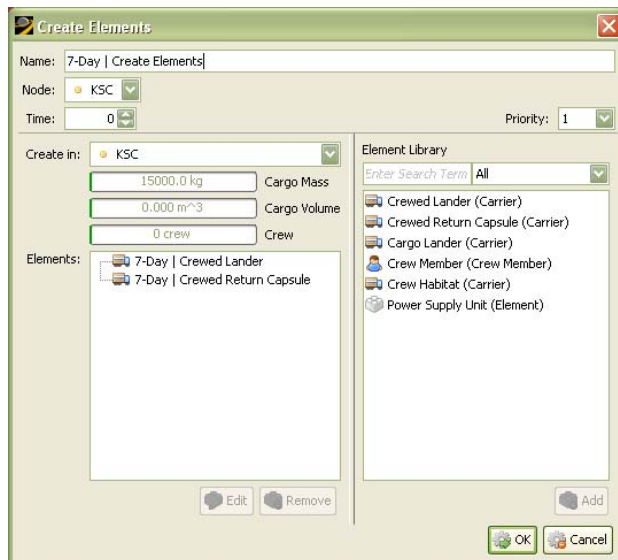 Create Elements
Name: 7-Day | Create Elements
Node: KSC
Time: 0 Priority: 1
Create in: KSC
15000.0 kg Cargo Mass
0.000 m^3 Cargo Volume
0 crew Crew
Elements: 7-Day | Crewed Lander
7-Day | Crewed Return Capsule
Edit Remove
Element Library
Enter Search Term All
Crewed Lander (Carrier)
Crewed Return Capsule (Carrier)
Cargo Lander (Carrier)
Crew Member (Crew Member)
Crew Habitat (Carrier)
Power Supply Unit (Element)
Add
OK Cancel